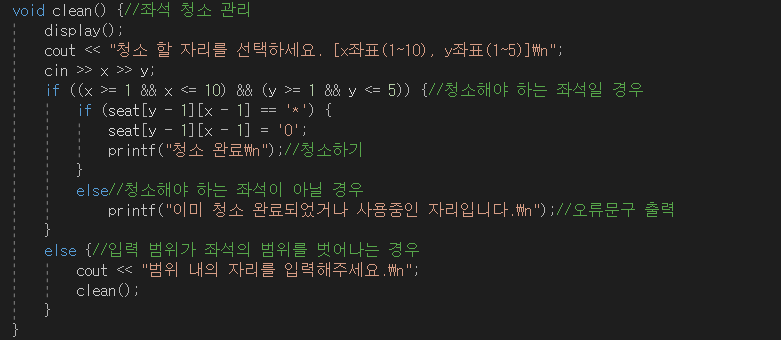 void clean() {//좌석 청소 관리
display();
cout << "청소 할 자리를 선택하세요. [x좌표(1~10), y좌표(1~5)]₩n";
cin >> x >> y;
if ((x >= 1 && x <= 10) && (y >= 1 && y <= 5)) {//청소해야 하는 좌석일 경우
if (seat[y - 1][x - 1] == '*') {
seat[y - 1][x - 1] = 'O';
printf("청소 완료₩n");//청소하기
}
else//청소해야 하는 좌석이 아닐 경우
printf("이미 청소 완료되었거나 사용중인 자리입니다.₩n");//오류문구 출력
}
else {//입력 범위가 좌석의 범위를 벗어나는 경우
cout << "범위 내의 자리를 입력해주세요.₩n";
clean();
}
}